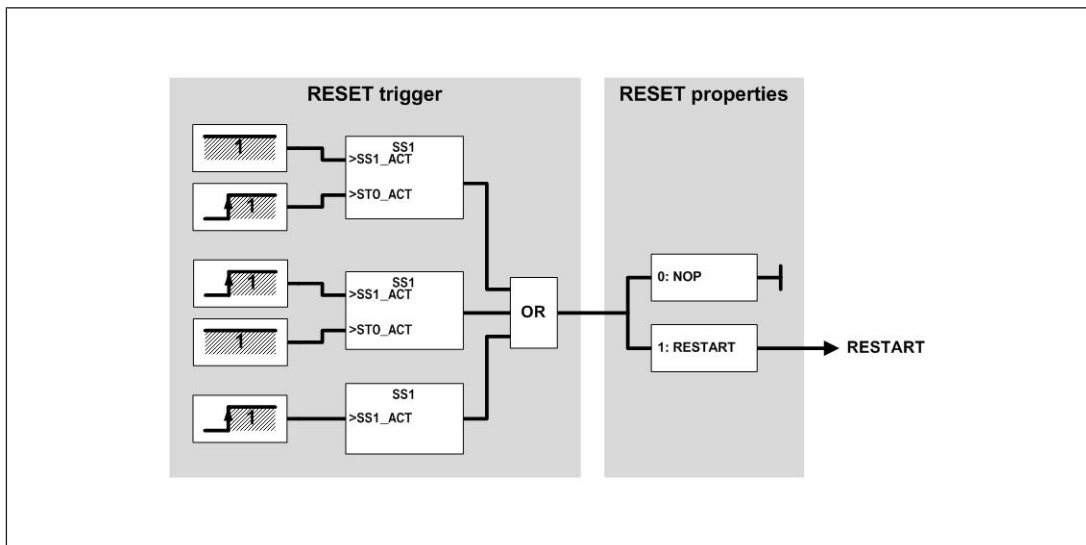 RESET trigger
RESET properties
1
SS1
>SS1_ACT
1
>STO_ACT
1
SS1
>SS1_ACT
0: NOP
OR
1
>STO_ACT
1: RESTART
RESTART
SS1
1
>SS1_ACT